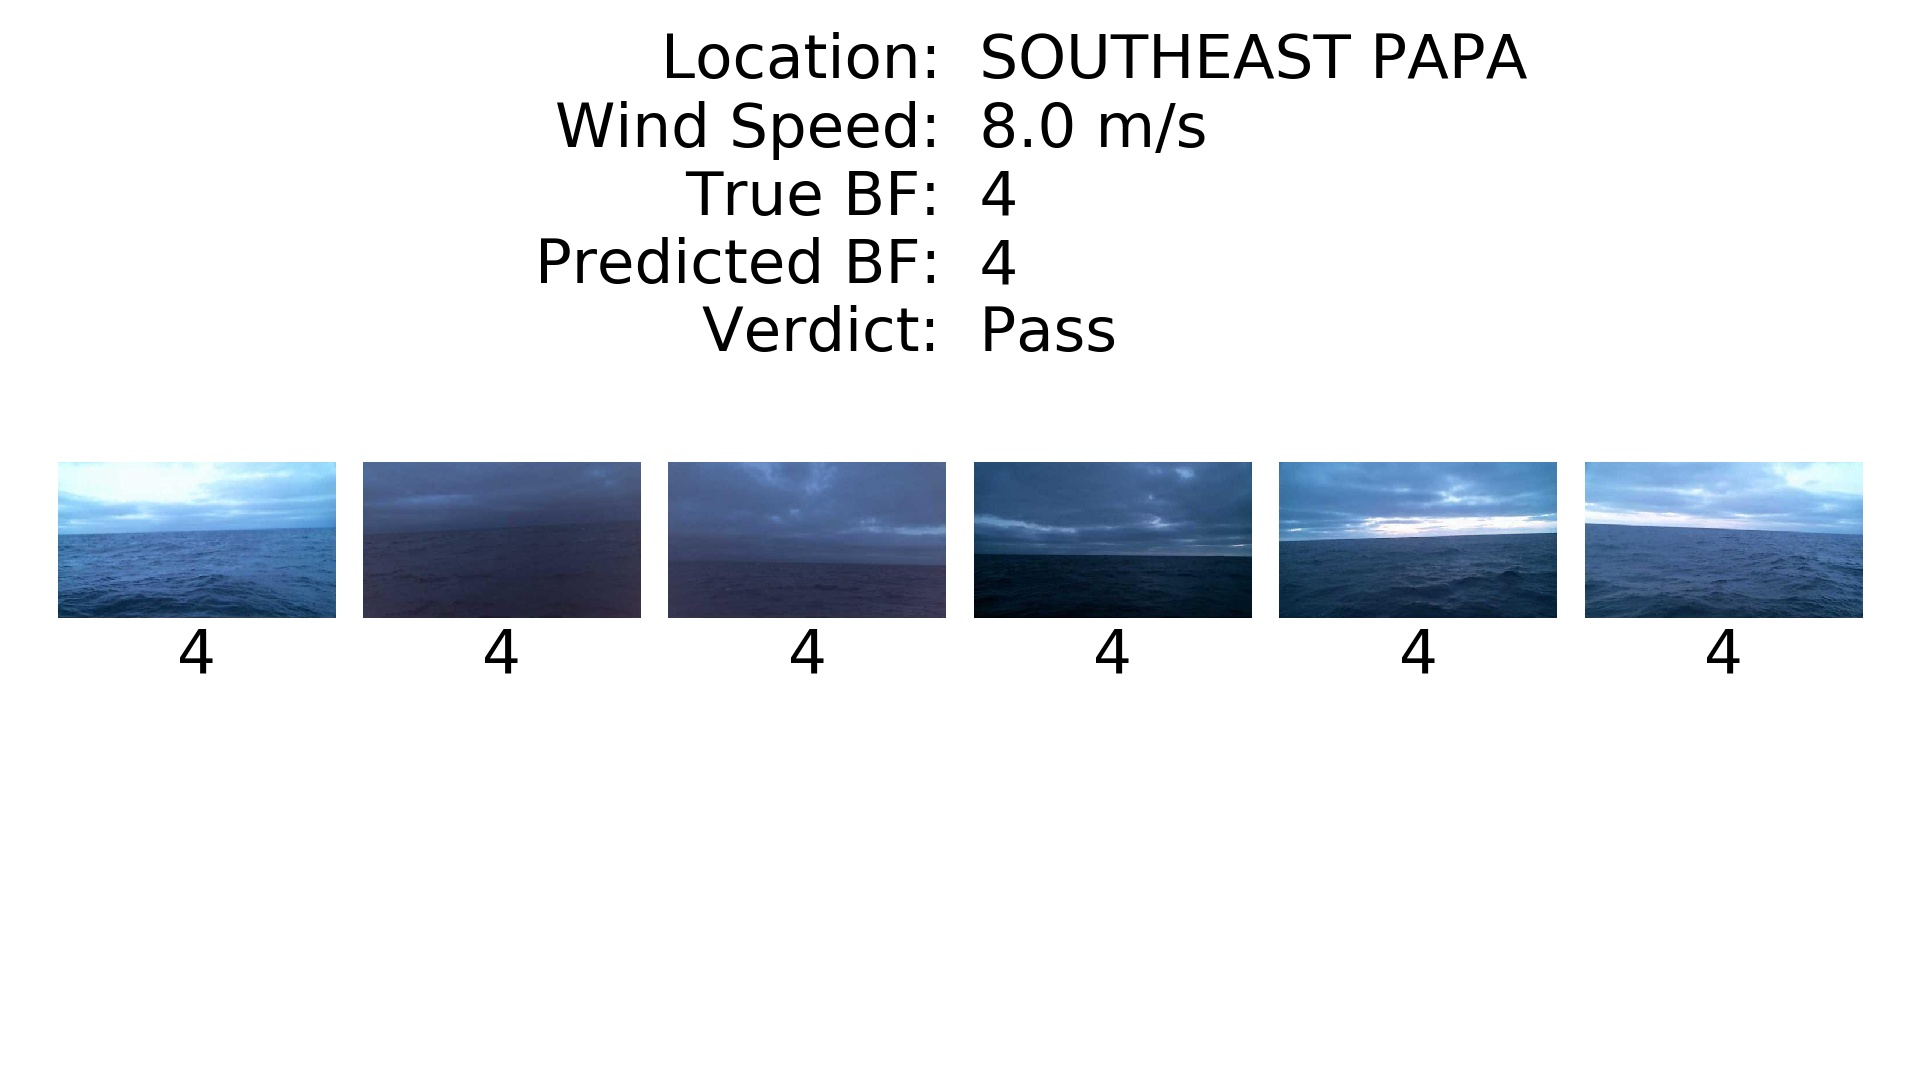 Location: SOUTHEAST PAPA
Wind Speed: 8.0 m/s
True BF: 4
Predicted BF: 4
Verdict: Pass
4 4 4 4 4 4